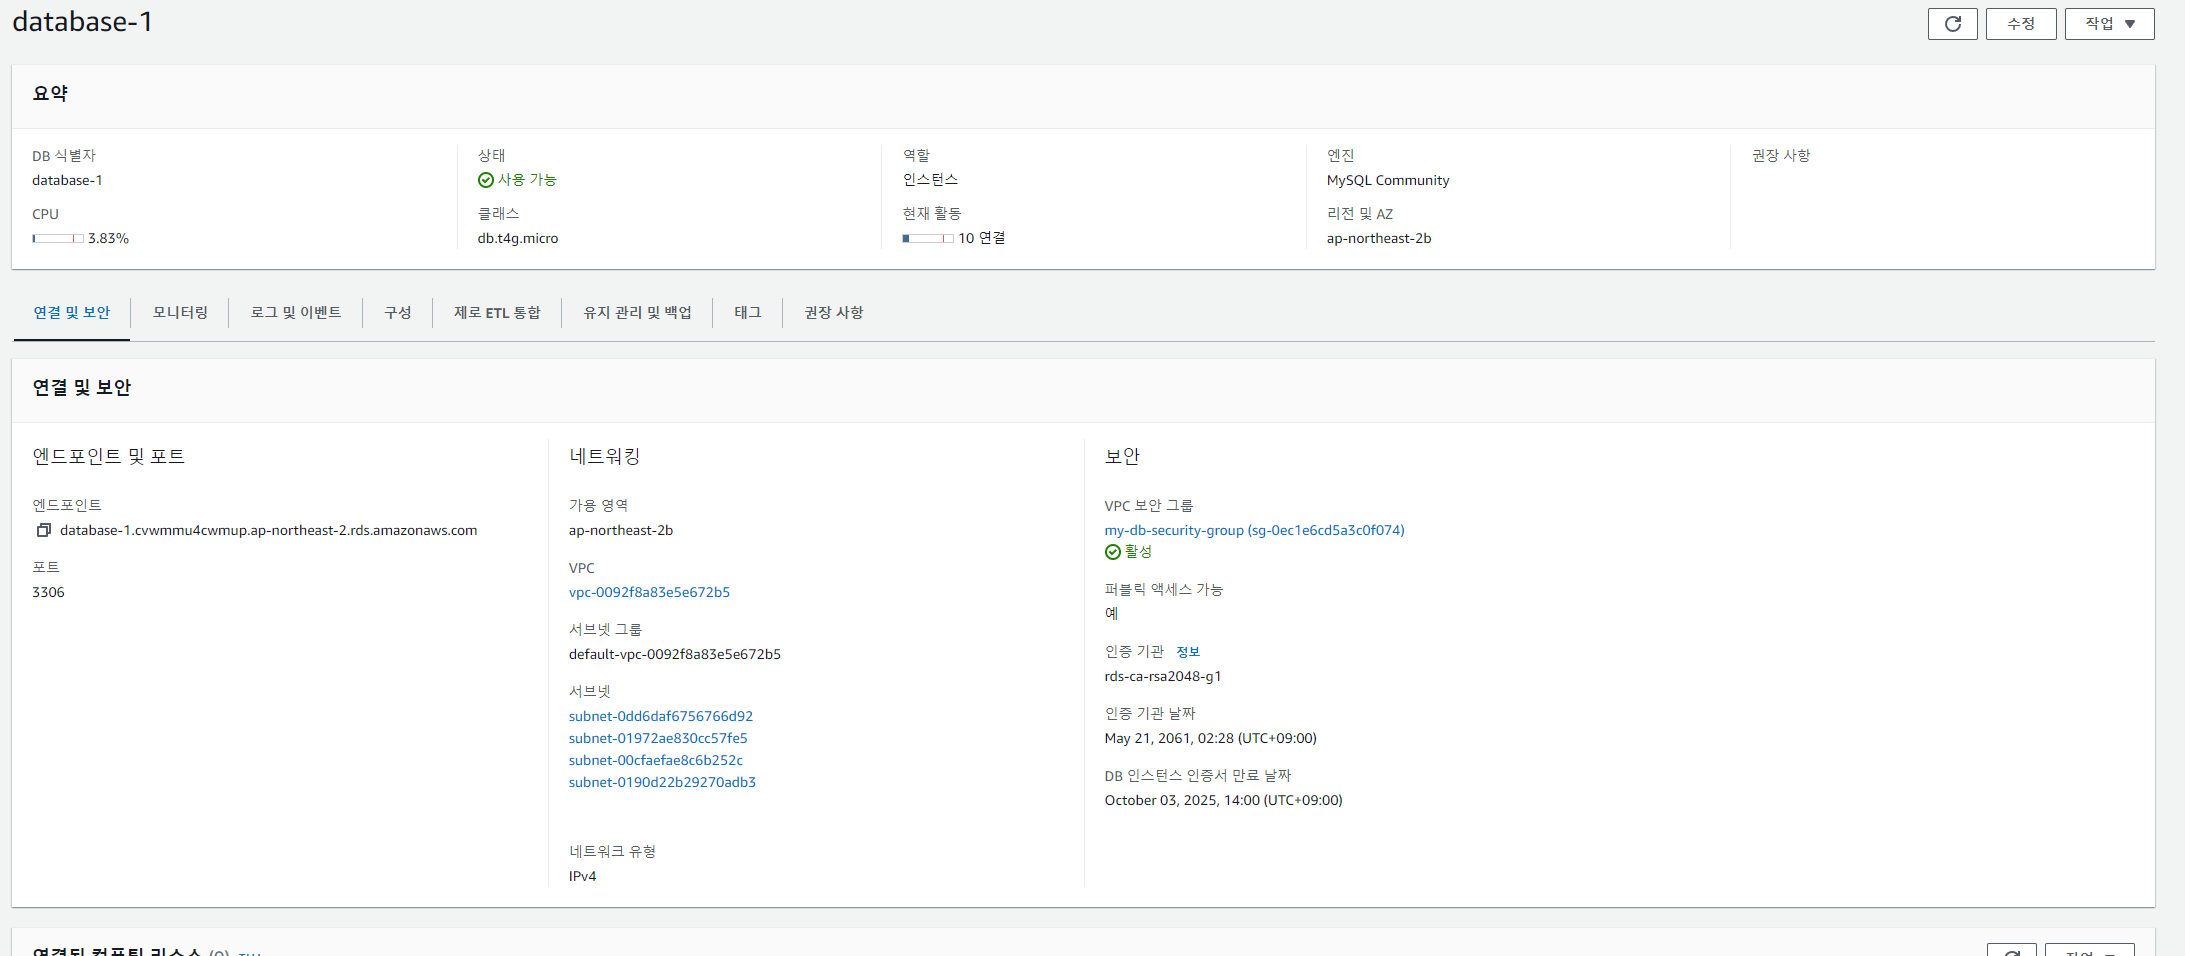 database-1
수정
작업
요약
DB 식별자
database-1
CPU
3.83%
상태
사용 가능
클래스
db.t4g.micro
역할
인스턴스
현재 활동
10 연결
엔진
MySQL Community
리전 및 AZ
ap-northeast-2b
권장 사항
연결 및 보안
모니터링
로그 및 이벤트
구성
제로 ETL 통합
유지 관리 및 백업
태그
권장 사항
연결 및 보안
엔드포인트 및 포트
엔드포인트
database-1.cvwmmu4cwmup.ap-northeast-2.rds.amazonaws.com
포트
3306
네트워킹
가용 영역
ap-northeast-2b
VPC
vpc-0092f8a83e5e672b5
서브넷 그룹
default-vpc-0092f8a83e5e672b5
서브넷
subnet-0dd6daf6756766d92
subnet-01972ae830cc57fe5
subnet-00cfaefae8c6b252c
subnet-0190d22b29270adb3
네트워크 유형
IPv4
보안
VPC 보안 그룹
my-db-security-group (sg-0ec1e6cd5a3c0f074)
활성
퍼블릭 액세스 가능
예
인증 기관 정보
rds-ca-rsa2048-g1
인증 기관 날짜
May 21, 2061, 02:28 (UTC+09:00)
DB 인스턴스 인증서 만료 날짜
October 03, 2025, 14:00 (UTC+09:00)